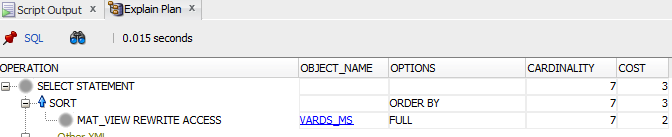 Script Output x Explain Plan x
SQL 0.015 seconds
OPERATION OBJECT_NAME OPTIONS CARDINALITY COST
SELECT STATEMENT 7 3
SORT ORDER BY 7 3
MAT_VIEW REWRITE ACCESS VARDS_MS FULL 7 2
Other XML